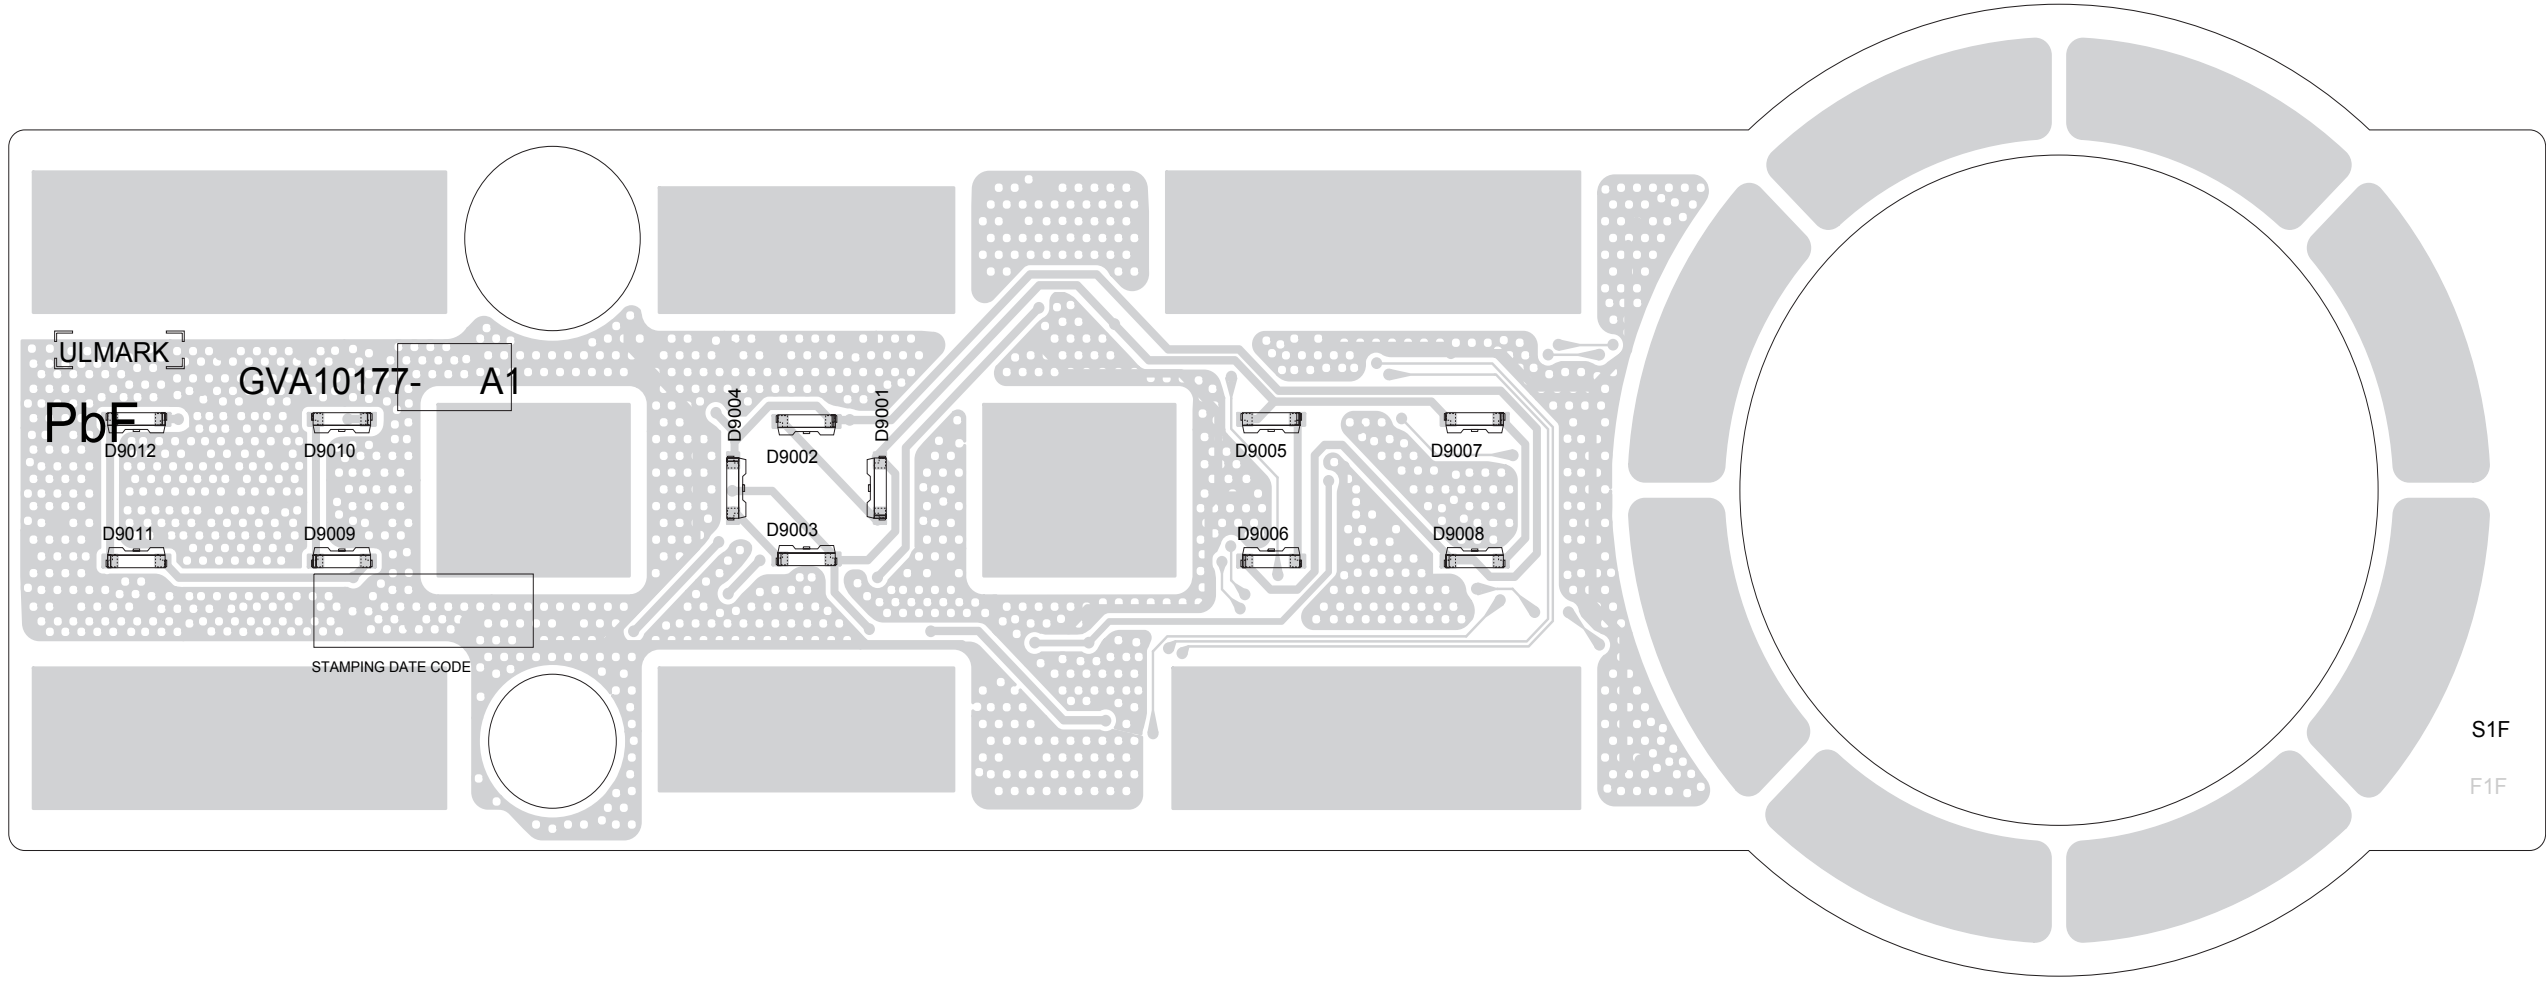 ULMARK
GVA10177- A1
PbF
D9012
D9010
D9011
D9009
STAMPING DATE CODE
D9004
D9002
D9001
D9003
D9005
D9007
D9006
D9008
S1F
F1F